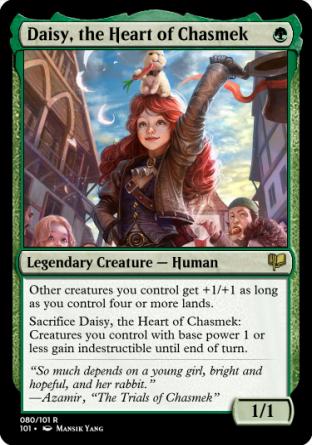 Daisy, the Heart of Chasmek
Legendary Creature — Human
Other creatures you control get +1/+1 as long
as you control four or more lands.
Sacrifice Daisy, the Heart of Chasmek:
Creatures you control with base power 1 or
less gain indestructible until end of turn.
“So much depends on a young girl, bright and
hopeful, and her rabbit.”
—Azamir, “The Trials of Chasmek”
1/1
080/101 R
101 • Mansik Yang